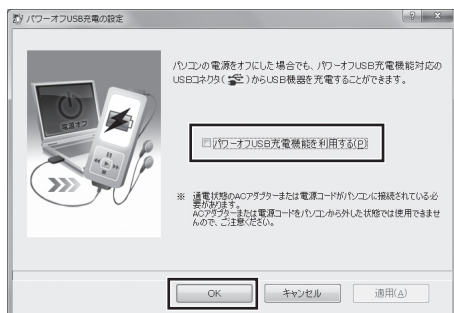 パワーオフUSB充電の設定
パソコンの電源をオフにした場合でも、パワーオフUSB充電機能対応の
USBコネクタ( )からUSB機器を充電することができます。
電源オフ
パワーオフUSB充電機能を利用する(P)
※ 通電状態のACアダプターまたは電源コードがパソコンに接続されている必
要があります。
ACアダプターまたは電源コードをパソコンから外した状態では使用できませ
んので、ご注意ください。
OK
キャンセル
適用(A)